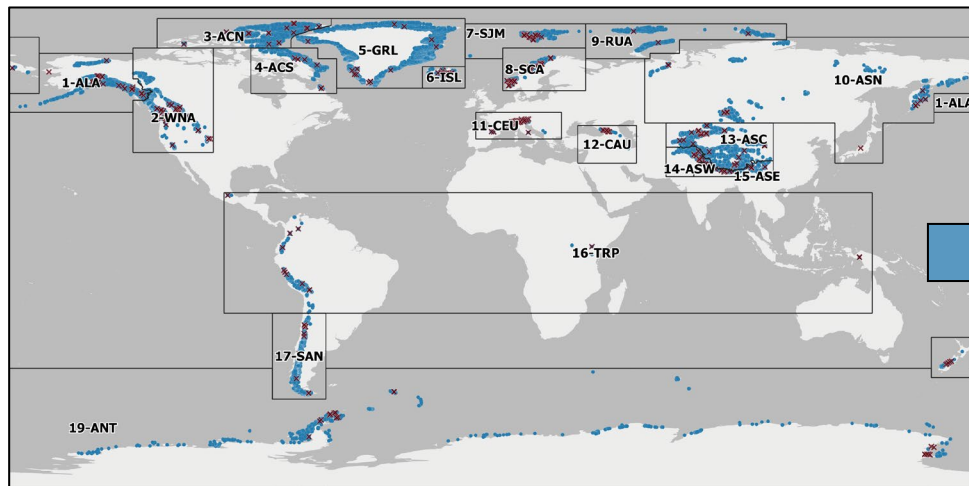 3-ACN
7-SJM
5-GRL
9-RUA
4-ACS
6-ISL
8-SCA
10-ASN
1-ALA
1-ALA
2-WNA
11-CEU
12-CAU
13-ASC
14-ASW
15-ASE
16-TRP
17-SAN
19-ANT